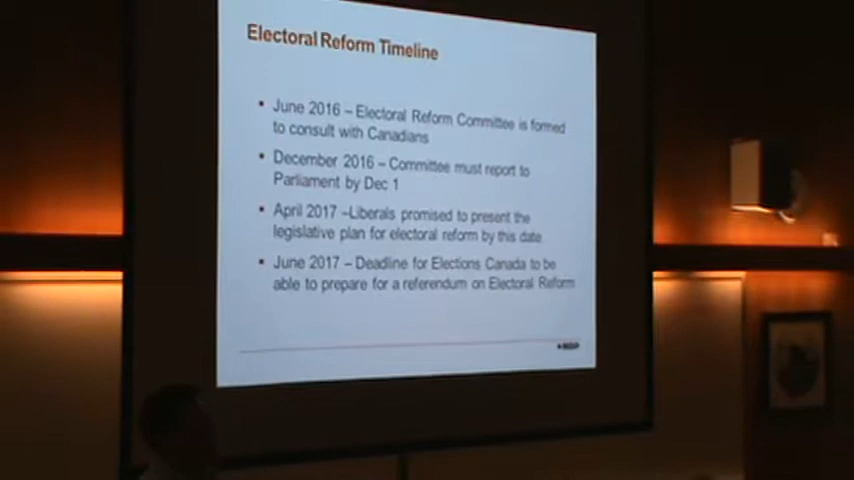 Electoral Reform Timeline
▪ June 2016 – Electoral Reform Committee is formed
to consult with Canadians
▪ December 2016 – Committee must report to
Parliament by Dec 1
▪ April 2017 –Liberals promised to present the
legislative plan for electoral reform by this date
▪ June 2017 – Deadline for Elections Canada to be
able to prepare for a referendum on Electoral Reform